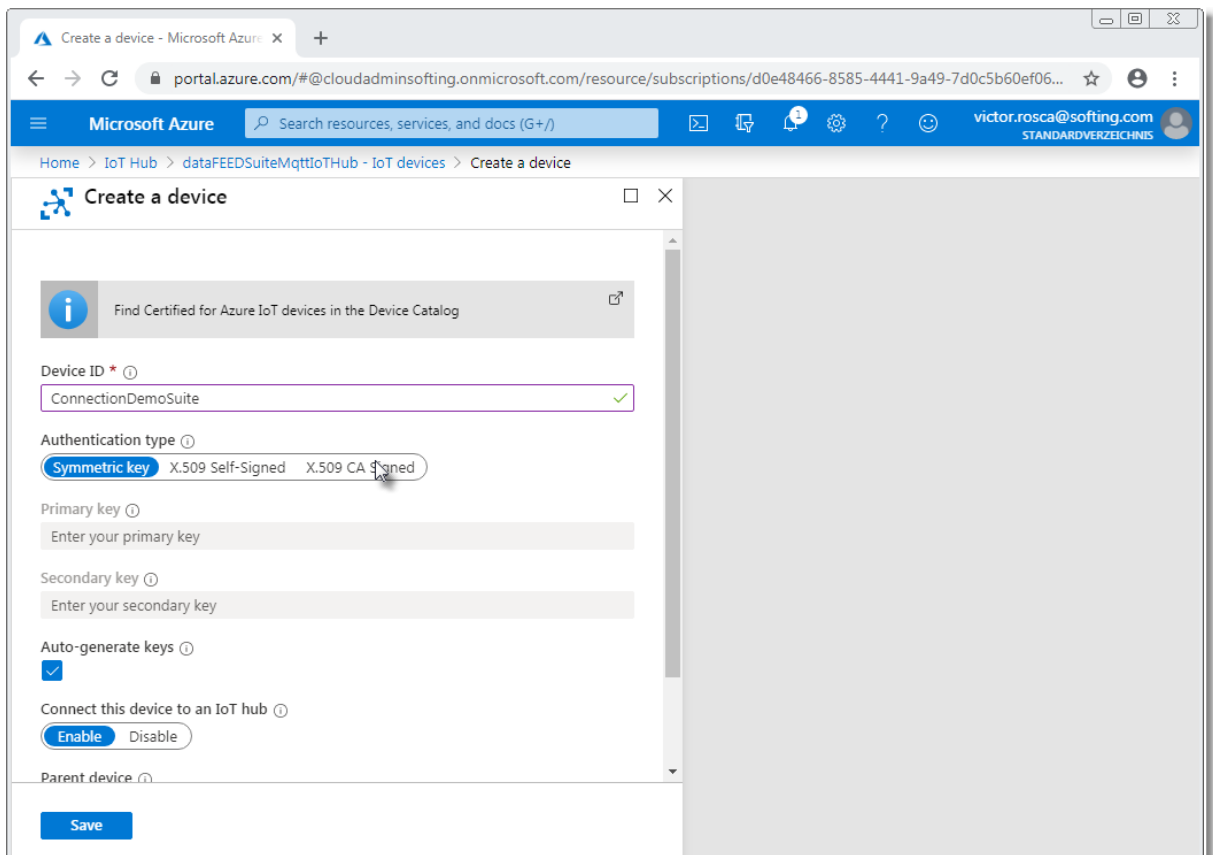 Create a device - Microsoft Azure
portal.azure.com/#@cloudadminsofting.onmicrosoft.com/resource/subscriptions/d0e48466-8585-4441-9a49-7d0c5b60ef06...
Microsoft Azure
Search resources, services, and docs (G+/)
1
victor.rosca@softing.com
STANDARDVERZEICHNIS
Home > IoT Hub > dataFEEDSuiteMqttIoTHub - IoT devices > Create a device
Create a device
Find Certified for Azure IoT devices in the Device Catalog
Device ID *
ConnectionDemoSuite
Authentication type
Symmetric key X.509 Self-Signed X.509 CA Signed
Primary key
Enter your primary key
Secondary key
Enter your secondary key
Auto-generate keys
Connect this device to an IoT hub
Enable Disable
Parent device
Save